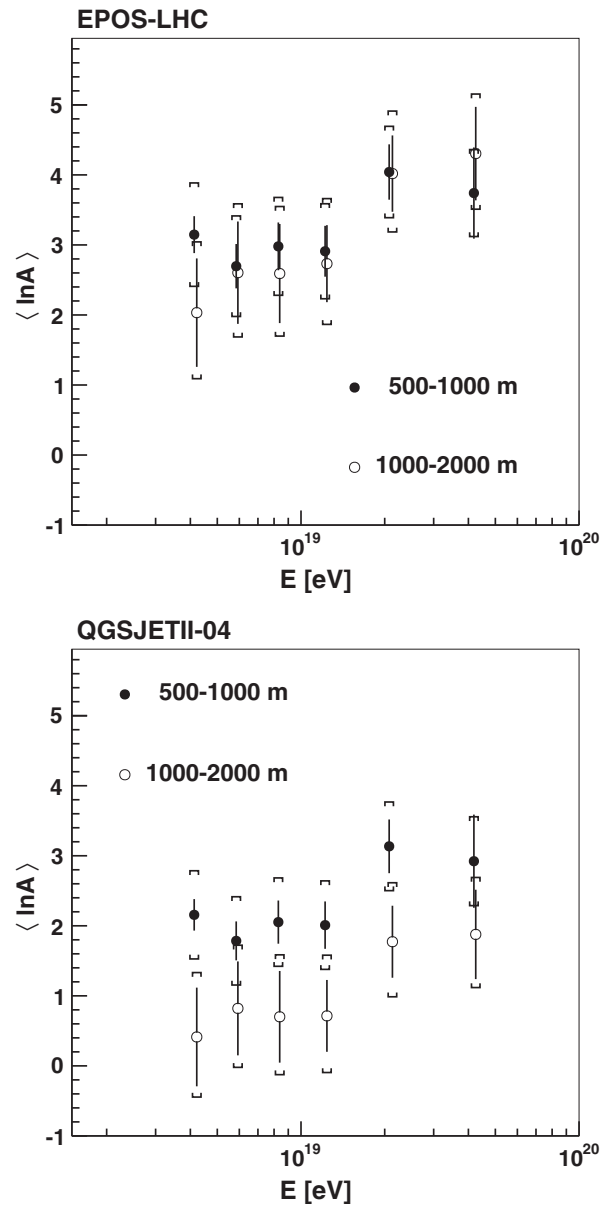 EPOS-LHC
⟨ lnA ⟩
5
4
3
2
1
0
-1
500-1000 m
1000-2000 m
10^19
10^20
E [eV]
QGSJETII-04
⟨ lnA ⟩
500-1000 m
1000-2000 m
5
4
3
2
1
0
-1
10^19
10^20
E [eV]